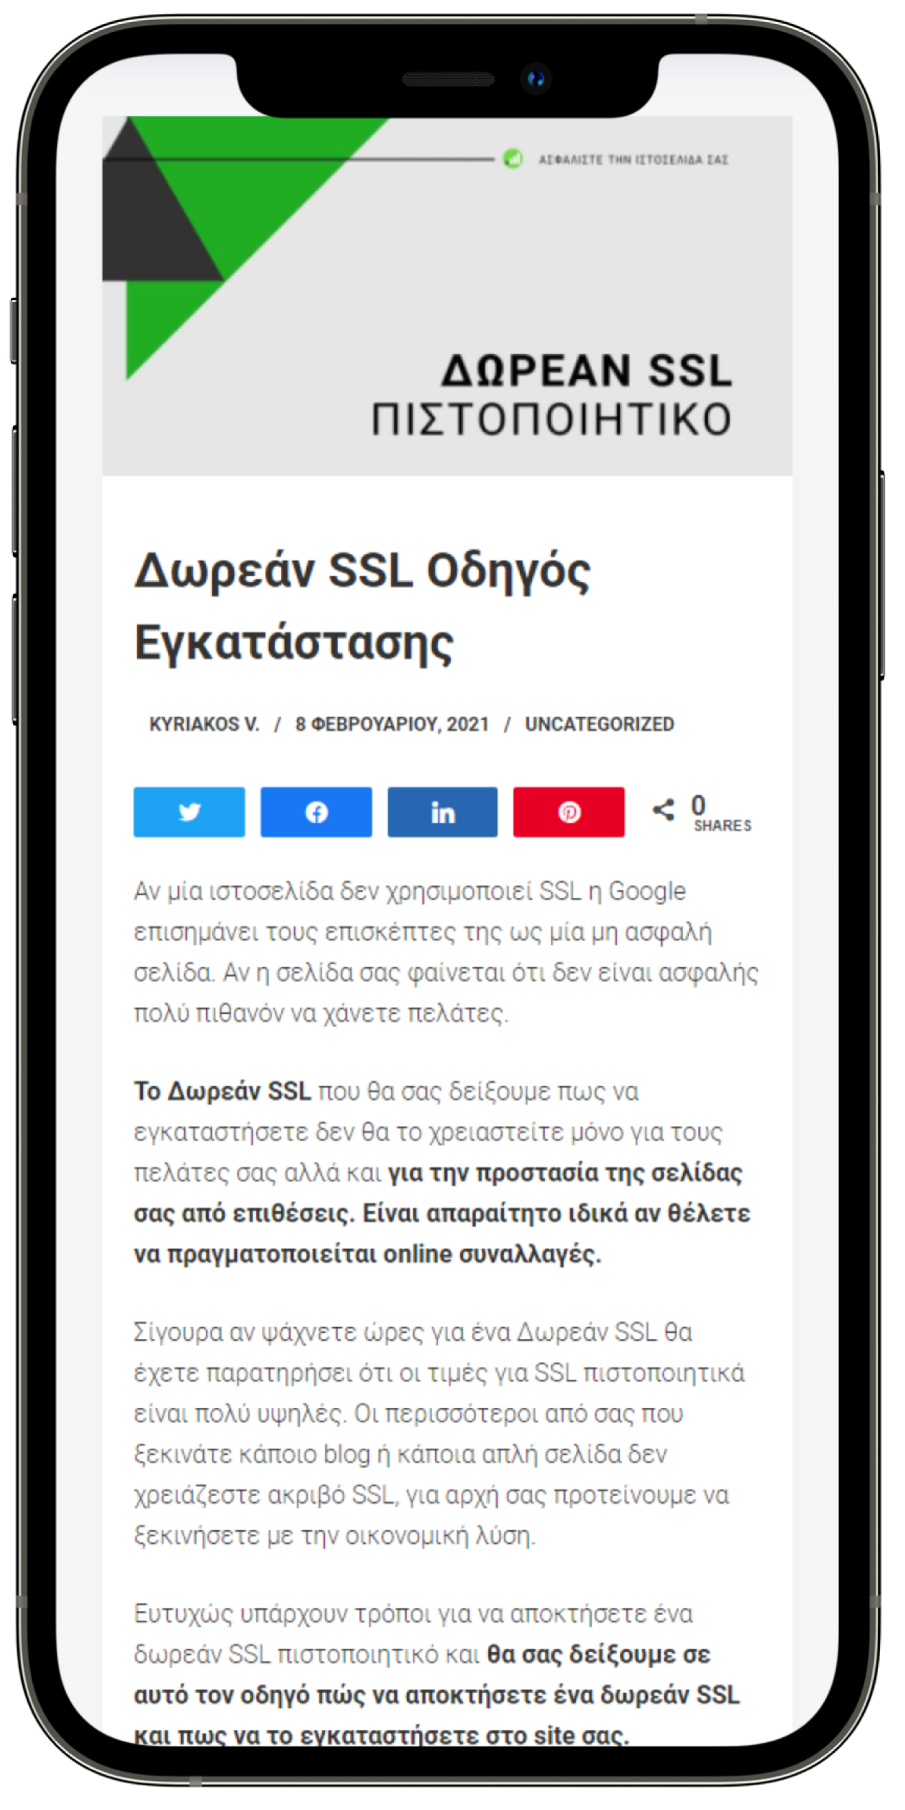 ΑΣΦΑΛΙΣΤΕ ΤΗΝ ΙΣΤΟΣΕΛΙΔΑ ΣΑΣ
ΔΩΡΕΑΝ SSL
ΠΙΣΤΟΠΟΙΗΤΙΚΟ
Δωρεάν SSL Οδηγός
Εγκατάστασης
KYRIAKOS V. / 8 ΦΕΒΡΟΥΑΡΙΟΥ, 2021 / UNCATEGORIZED
0
SHARES
Αν μία ιστοσελίδα δεν χρησιμοποιεί SSL η Google
επισημάνει τους επισκέπτες της ως μία μη ασφαλή
σελίδα. Αν η σελίδα σας φαίνεται ότι δεν είναι ασφαλής
πολύ πιθανόν να χάνετε πελάτες.
Το Δωρεάν SSL που θα σας δείξουμε πως να
εγκαταστήσετε δεν θα το χρειαστείτε μόνο για τους
πελάτες σας αλλά και για την προστασία της σελίδας
σας από επιθέσεις. Είναι απαραίτητο ιδικά αν θέλετε
να πραγματοποιείται online συναλλαγές.
Σίγουρα αν ψάχνετε ώρες για ένα Δωρεάν SSL θα
έχετε παρατηρήσει ότι οι τιμές για SSL πιστοποιητικά
είναι πολύ υψηλές. Οι περισσότεροι από σας που
ξεκινάτε κάποιο blog ή κάποια απλή σελίδα δεν
χρειάζεστε ακριβό SSL, για αρχή σας προτείνουμε να
ξεκινήσετε με την οικονομική λύση.
Ευτυχώς υπάρχουν τρόποι για να αποκτήσετε ένα
δωρεάν SSL πιστοποιητικό και θα σας δείξουμε σε
αυτό τον οδηγό πώς να αποκτήσετε ένα δωρεάν SSL
και πως να το εγκαταστήσετε στο site σας.